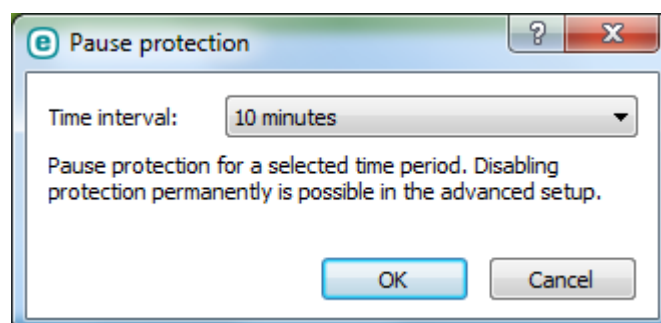 e Pause protection ?
Time interval: 10 minutes
Pause protection for a selected time period. Disabling
protection permanently is possible in the advanced setup.
OK Cancel